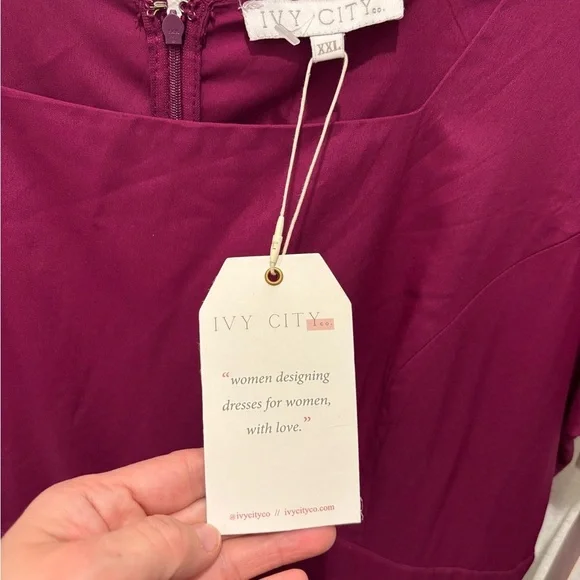 IVY CITY co.
XXL
IVY CITY co.
“women designing
dresses for women,
with love.”
@ivycityco // ivycityco.com